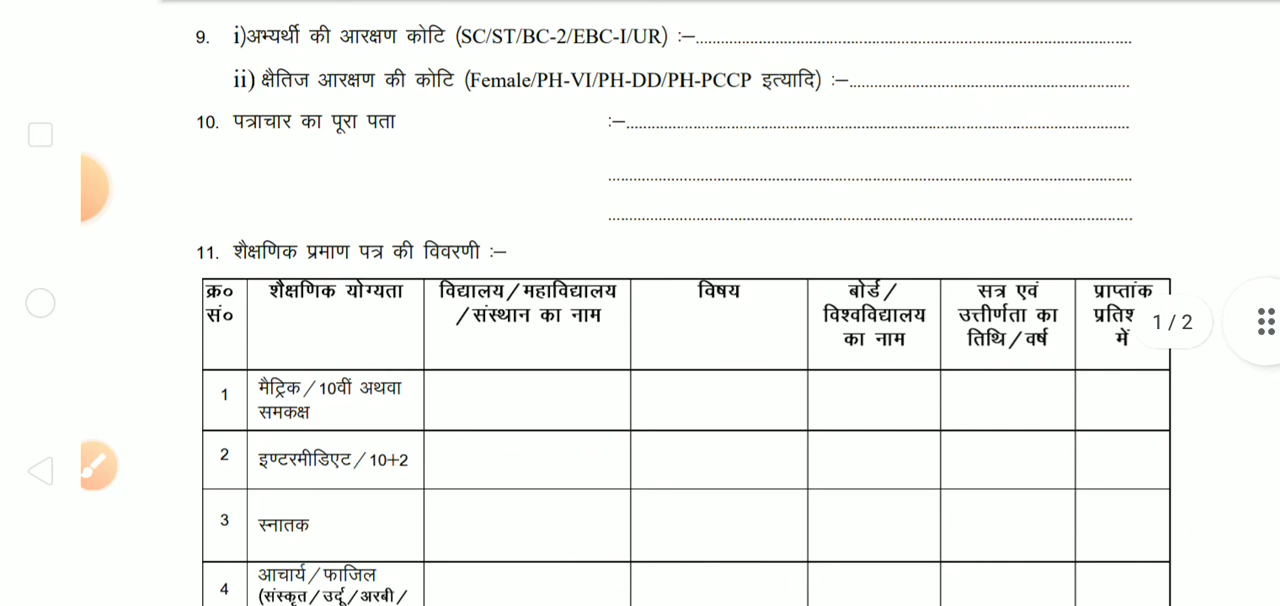 9. i)अभ्यर्थी की आरक्षण कोटि (SC/ST/BC-2/EBC-I/UR) :–
ii) क्षैतिज आरक्षण की कोटि (Female/PH-VI/PH-DD/PH-PCCP इत्यादि) :–
10. पत्राचार का पूरा पता :–
11. शैक्षणिक प्रमाण पत्र की विवरणी :–
क्र० सं०
शैक्षणिक योग्यता
विद्यालय/महाविद्यालय
/संस्थान का नाम
विषय
बोर्ड/
विश्वविद्यालय
का नाम
सत्र एवं
उत्तीर्णता का
तिथि/वर्ष
प्राप्तांक
में
1/2
1 मैट्रिक/10वीं अथवा
समकक्ष
2 इण्टरमीडिएट/10+2
3 स्नातक
4 आचार्य/फाजिल
(संस्कृत/उर्दू/अरबी/